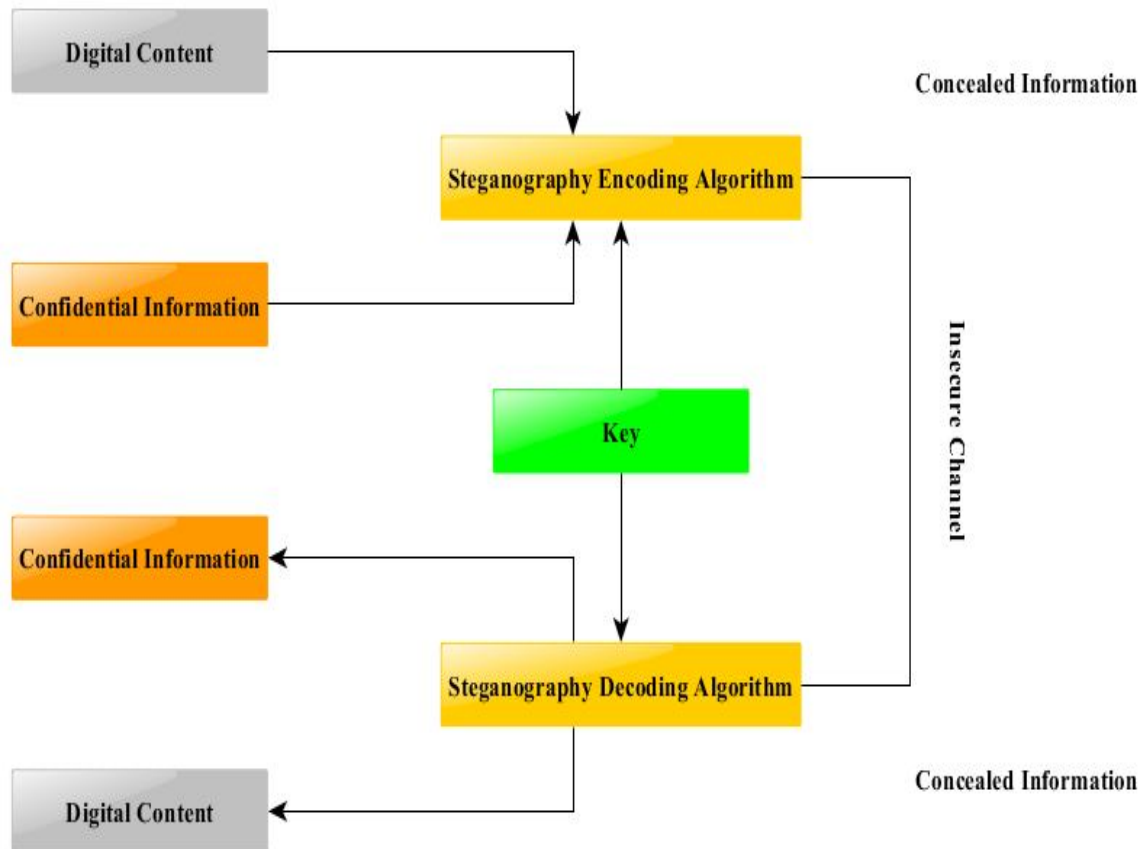 Digital Content
Concealed Information
Steganography Encoding Algorithm
Confidential Information
Insecure Channel
Key
Confidential Information
Steganography Decoding Algorithm
Concealed Information
Digital Content